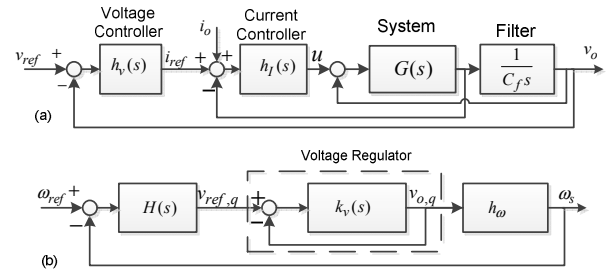 Voltage Controller
i_o
Current Controller
System
Filter
v_ref + − h_v(s) i_ref + + − h_I(s) u G(s) 1/(C_f s) v_o
(a)
Voltage Regulator
ω_ref + − H(s) v_ref,q + − k_v(s) v_o,q h_ω ω_s
(b)